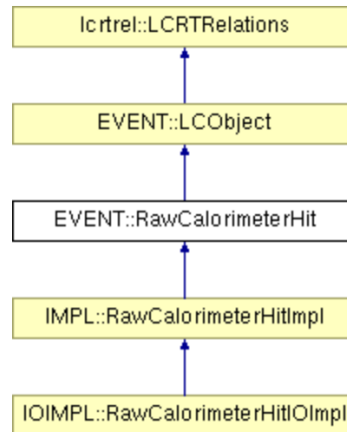 lcrtrel::LCRTRelations
EVENT::LCObject
EVENT::RawCalorimeterHit
IMPL::RawCalorimeterHitImpl
IOIMPL::RawCalorimeterHitIOImpl